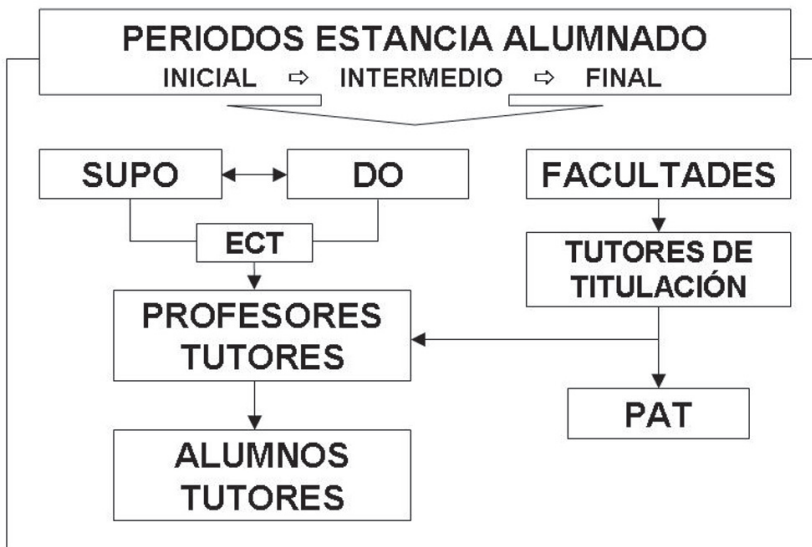 PERIODOS ESTANCIA ALUMNADO
INICIAL ⇨ INTERMEDIO ⇨ FINAL
SUPO
DO
FACULTADES
ECT
TUTORES DE
TITULACIÓN
PROFESORES
TUTORES
PAT
ALUMNOS
TUTORES